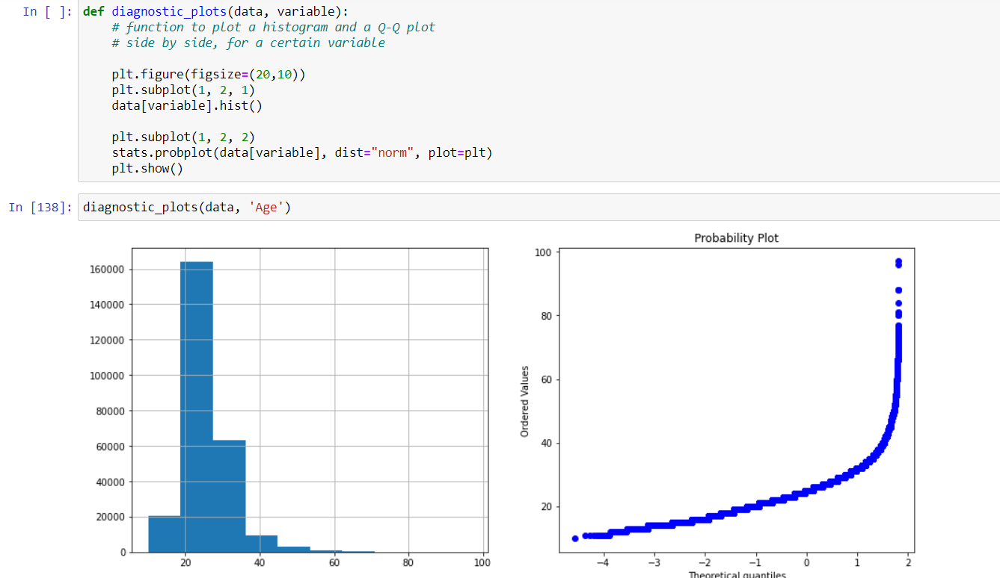 In [ ]: def diagnostic_plots(data, variable):
# function to plot a histogram and a Q-Q plot
# side by side, for a certain variable
plt.figure(figsize=(20,10))
plt.subplot(1, 2, 1)
data[variable].hist()
plt.subplot(1, 2, 2)
stats.probplot(data[variable], dist="norm", plot=plt)
plt.show()
In [138]: diagnostic_plots(data, 'Age')
160000
140000
120000
100000
80000
60000
40000
20000
0
20 40 60 80 100
Probability Plot
Ordered Values
100
80
60
40
20
−4 −3 −2 −1 0 1 2
Theoretical quantiles